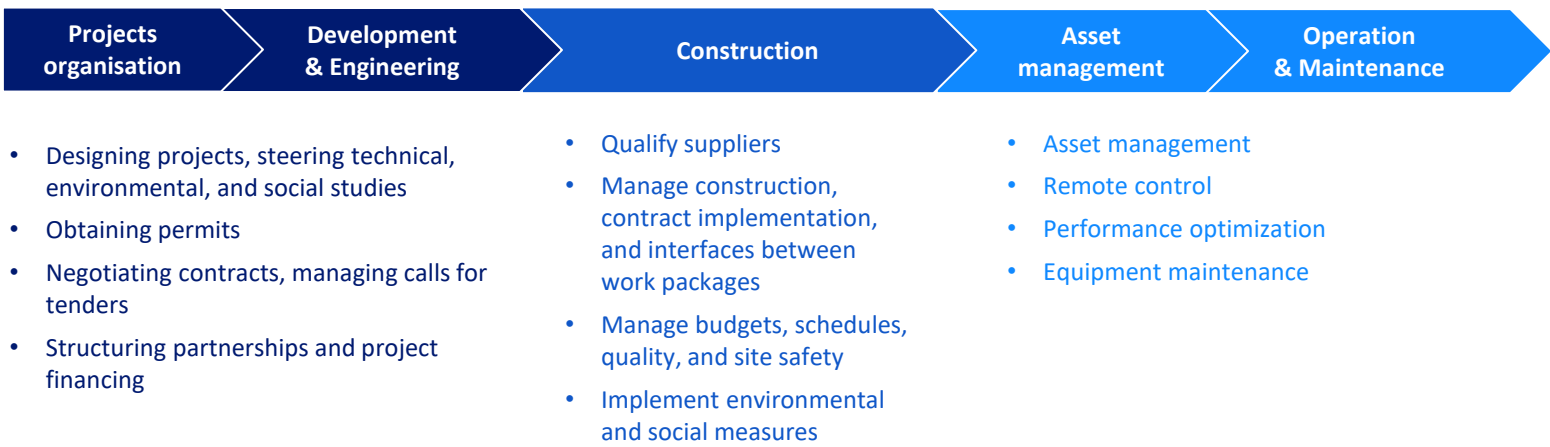 Projects
organisation
Development
& Engineering
Construction
Asset
management
Operation
& Maintenance
• Designing projects, steering technical,
environmental, and social studies
• Obtaining permits
• Negotiating contracts, managing calls for
tenders
• Structuring partnerships and project
financing
• Qualify suppliers
• Manage construction,
contract implementation,
and interfaces between
work packages
• Manage budgets, schedules,
quality, and site safety
• Implement environmental
and social measures
• Asset management
• Remote control
• Performance optimization
• Equipment maintenance